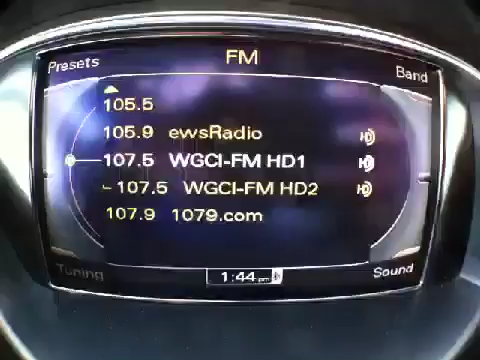 FM
Presets
Band
105.5
105.9 ewsRadio
107.5 WGCI-FM HD1
107.5 WGCI-FM HD2
107.9 1079.com
Tuning
1:44 pm
Sound